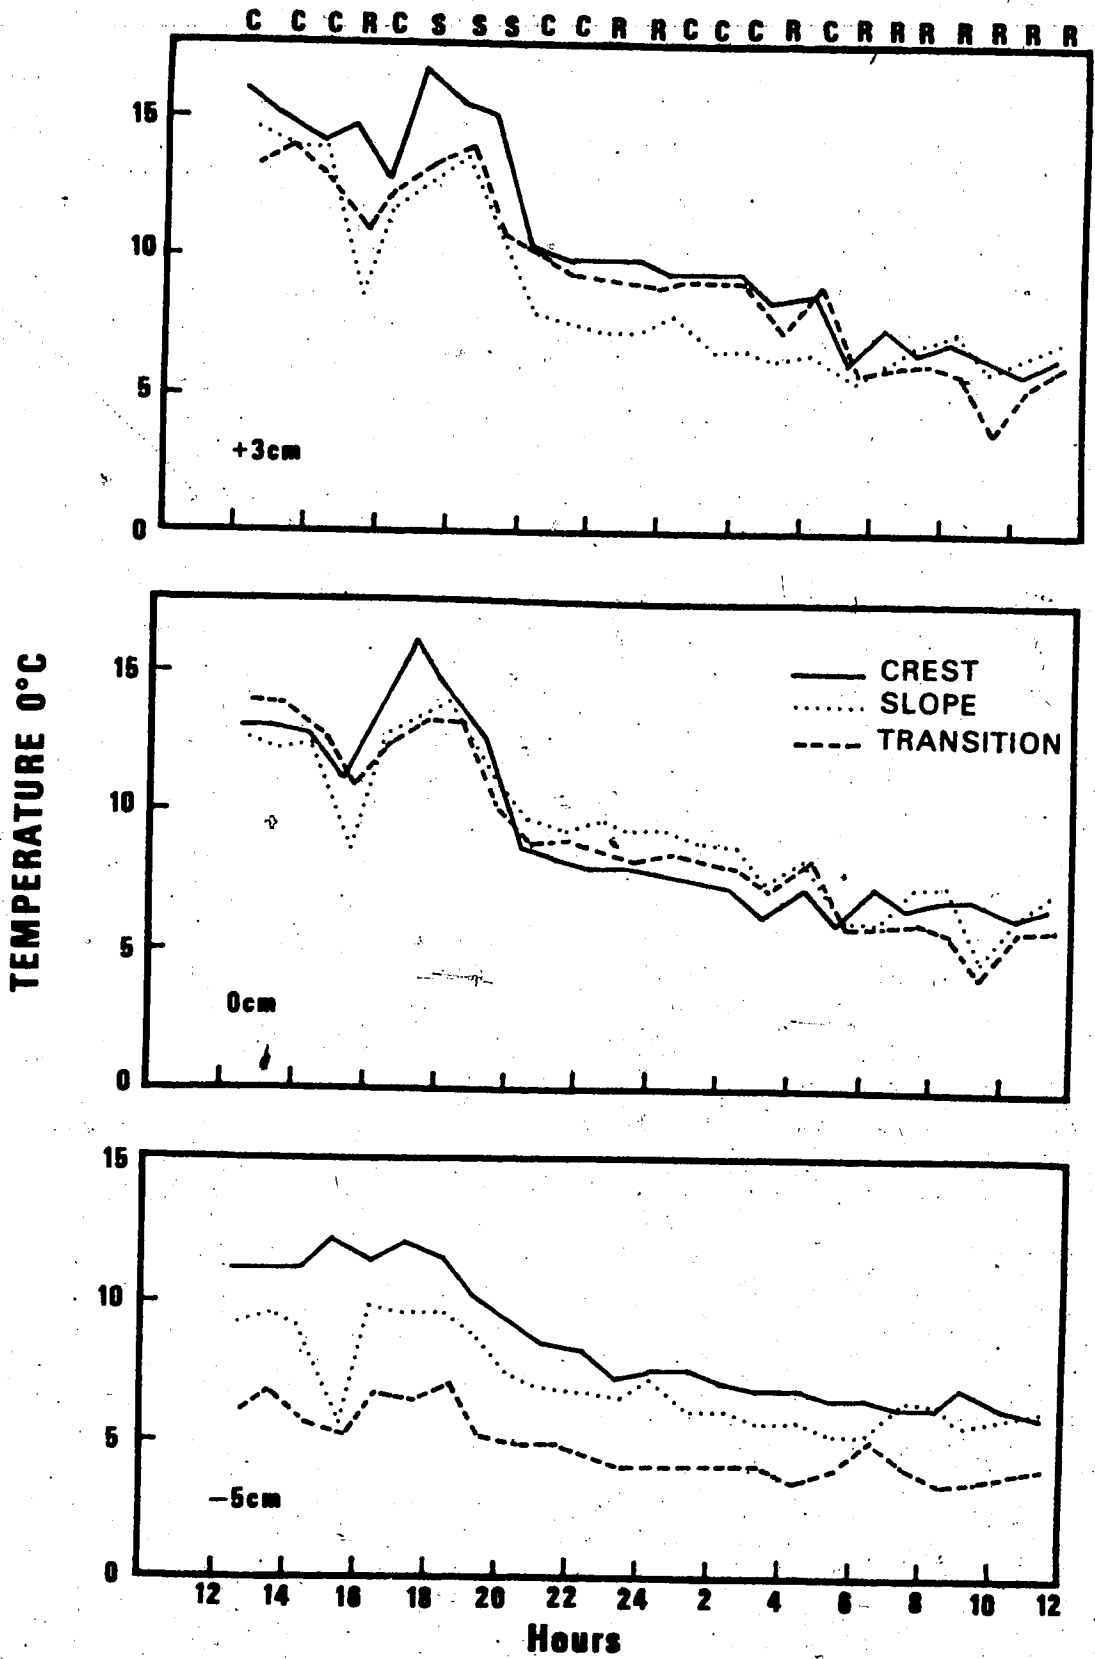 C C C R C S S S C C R R C C C R C R R R R R R R
15
10
5
0
+3cm
TEMPERATURE 0°C
15
10
5
0
CREST
SLOPE
TRANSITION
0cm
15
10
5
0
−5cm
12 14 16 18 20 22 24 2 4 6 8 10 12
Hours